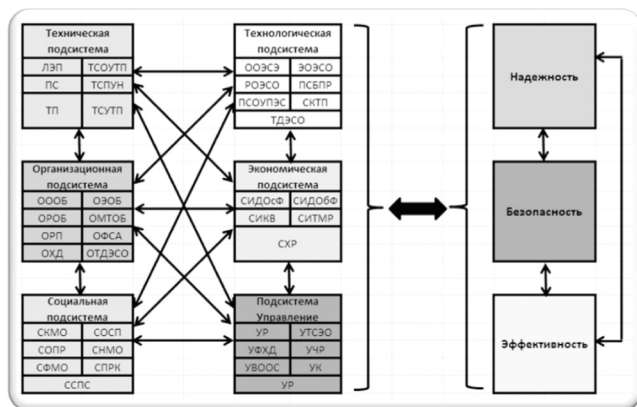 Техническая
подсистема
ЛЭП ТСОУТП
ПС ТСПУН
ТП ТСУТП
Технологическая
подсистема
ООЭСЭ ЭОЭСО
РОЭСО ПСБПР
ПСОУПЭС СКТП
ТДЭСО
Организационная
подсистема
ОООБ ОЭОБ
ОРОБ ОМТОБ
ОРП ОФСА
ОХД ОТДЭСО
Экономическая
подсистема
СИДОсФ СИДОбФ
СИКВ СИТМР
СХР
Социальная
подсистема
СКМО СОСП
СОПР СНМО
СФМО СПРК
ССПС
Подсистема
Управление
УР УТСЭО
УФХД УЧР
УВООС УК
УР
Надежность
Безопасность
Эффективность